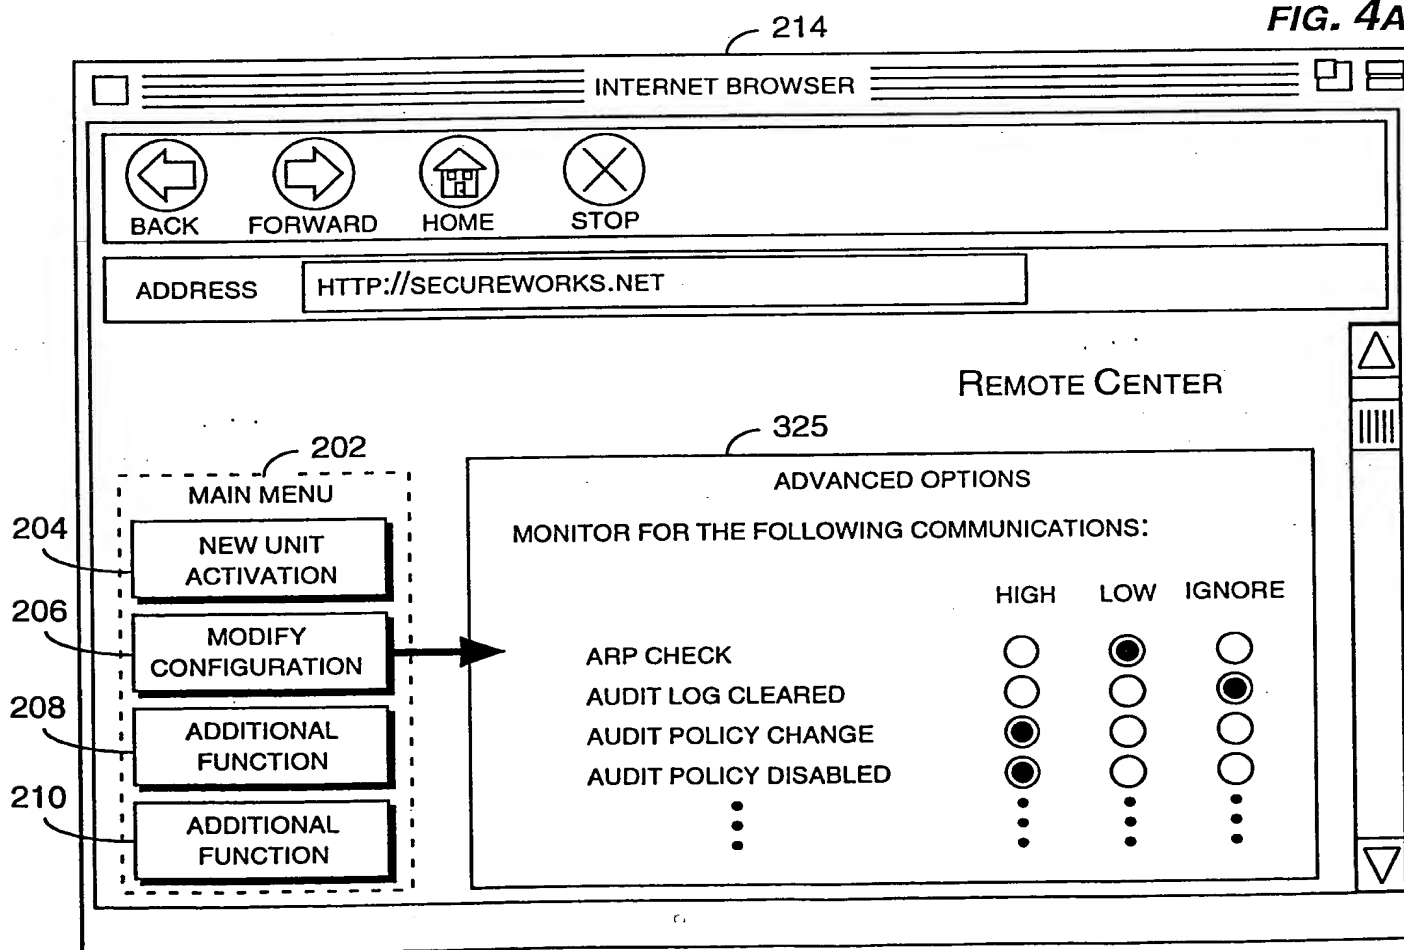 FIG. 4A
214
INTERNET BROWSER
BACK FORWARD HOME STOP
ADDRESS HTTP://SECUREWORKS.NET
REMOTE CENTER
202
325
MAIN MENU
204
NEW UNIT
ACTIVATION
206
MODIFY
CONFIGURATION
208
ADDITIONAL
FUNCTION
210
ADDITIONAL
FUNCTION
ADVANCED OPTIONS
MONITOR FOR THE FOLLOWING COMMUNICATIONS:
HIGH LOW IGNORE
ARP CHECK
AUDIT LOG CLEARED
AUDIT POLICY CHANGE
AUDIT POLICY DISABLED